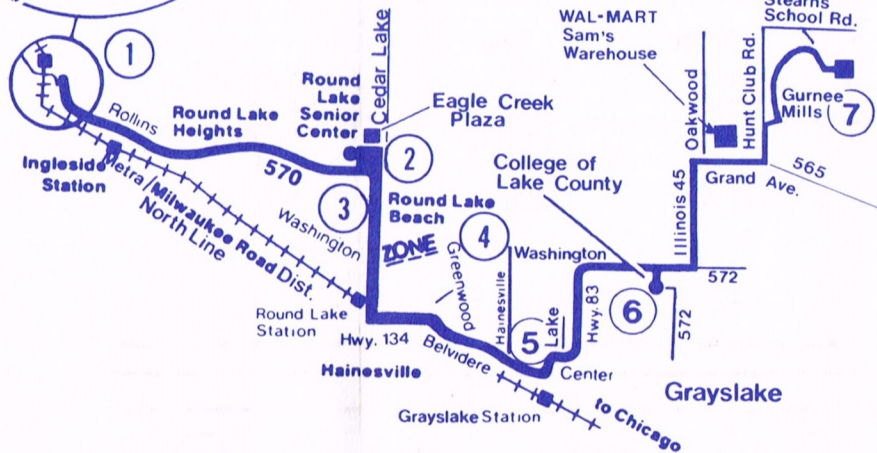 1
Rollins
Round Lake
Heights
570
Ingleside
Station
Metra/Milwaukee Road Dist.
North Line
Round
Lake
Senior
Center
Cedar Lake
Eagle Creek
Plaza
2
3
Round Lake
Beach
ZONE
Washington
Round Lake
Station
Hwy. 134
Hainesville
Greenwood
4
Hainesville
Washington
Belvidere
5
Lake
Center
Grayslake Station
to Chicago
College of
Lake County
Hwy. 83
6
572
572
Grayslake
WAL-MART
Sam's
Warehouse
Oakwood
Illinois 45
Grand Ave.
565
Hunt Club Rd.
Stearns
School Rd.
Gurnee
Mills
7